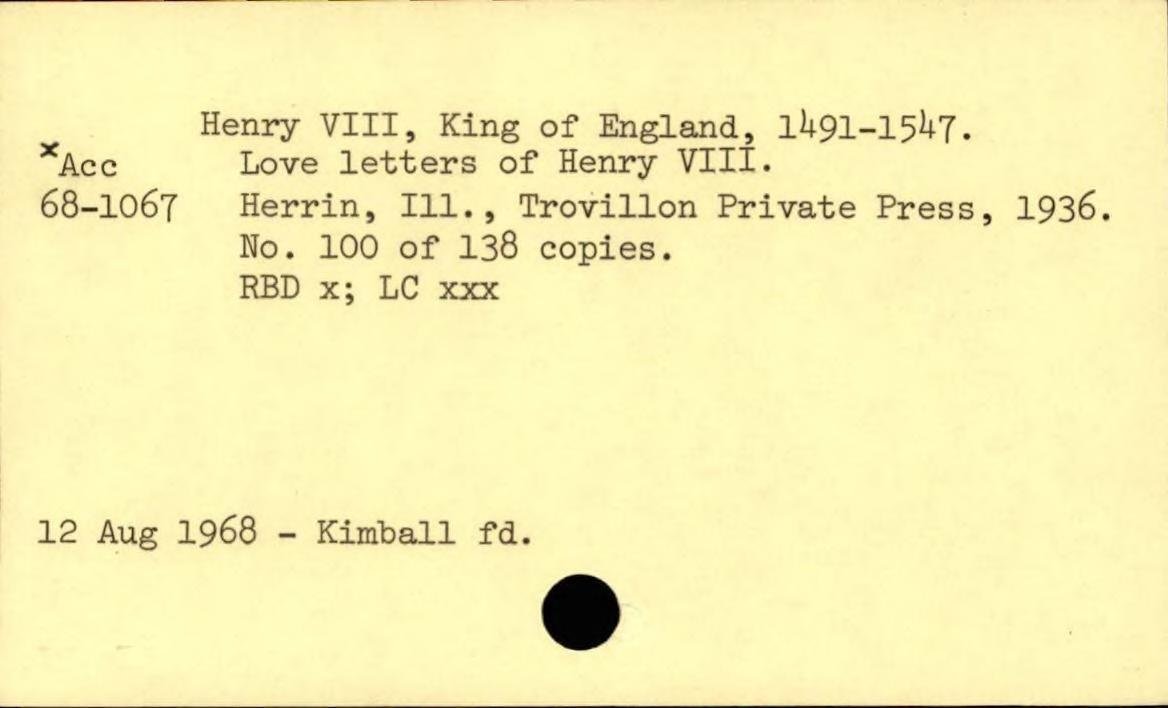 Henry VIII, King of England, 1491-1547.
xAcc Love letters of Henry VIII.
68-1067 Herrin, Ill., Trovillon Private Press, 1936.
No. 100 of 138 copies.
RBD x; LC xxx
12 Aug 1968 - Kimball fd.